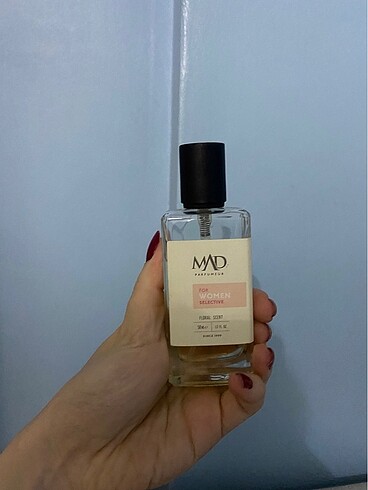 MAD
PARFUMEUR
FOR
WOMEN
SELECTIVE
FLORAL SCENT